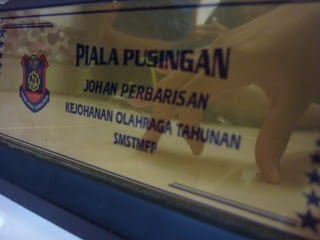 PIALA PUSINGAN
JOHAN PERBARISAN
KEJOHANAN OLAHRAGA TAHUNAN
SMSTMFP